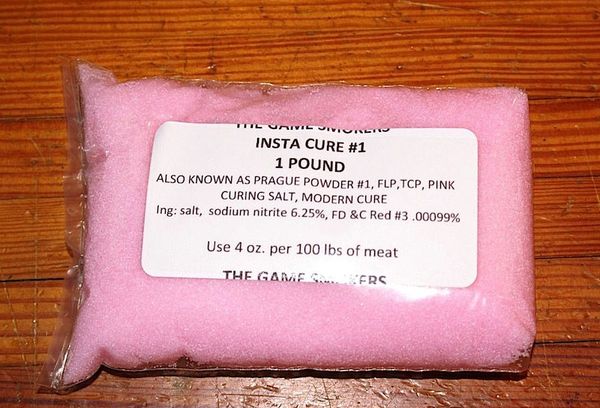 THE GAME SMOKERS
INSTA CURE #1
1 POUND
ALSO KNOWN AS PRAGUE POWDER #1, FLP,TCP, PINK
CURING SALT, MODERN CURE
Ing: salt, sodium nitrite 6.25%, FD &C Red #3 .00099%
Use 4 oz. per 100 lbs of meat
THE GAME SMOKERS